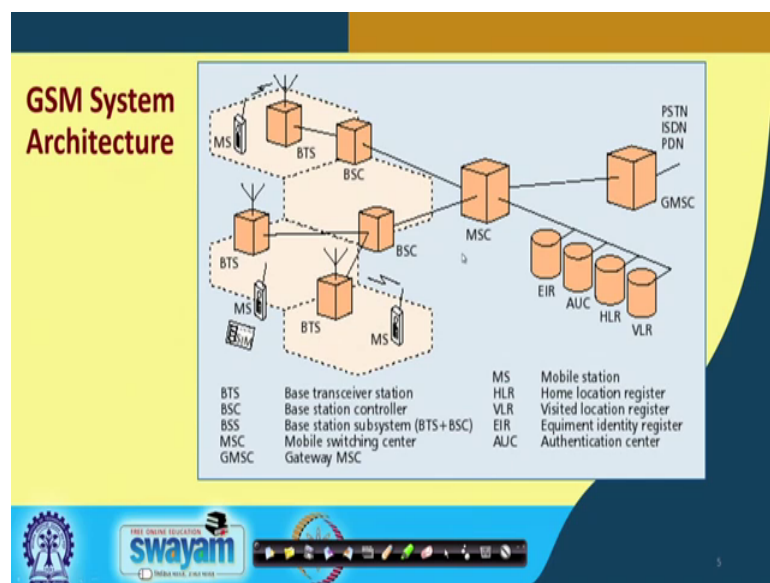 GSM System
Architecture
MS
BTS
BSC
PSTN
ISDN
PDN
GMSC
MSC
BTS
BSC
MS
SIM
BTS
MS
EIR
AUC
HLR
VLR
BTS Base transceiver station
BSC Base station controller
BSS Base station subsystem (BTS+BSC)
MSC Mobile switching center
GMSC Gateway MSC
MS Mobile station
HLR Home location register
VLR Visited location register
EIR Equiment identity register
AUC Authentication center
FREE ONLINE EDUCATION
swayam
5